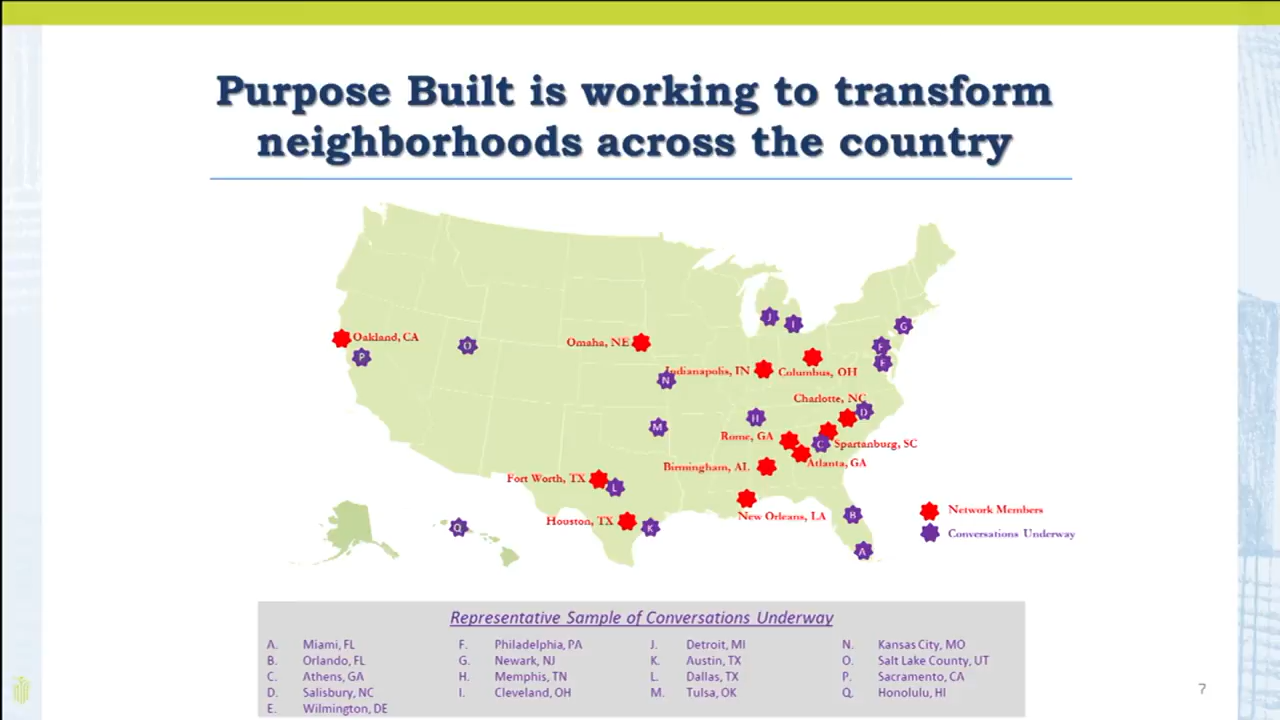 Purpose Built is working to transform
neighborhoods across the country
J
I
G
Oakland, CA
Omaha, NE
P
O
F
E
Indianapolis, IN
Columbus, OH
N
Charlotte, NC
D
H
M
Rome, GA
C
Spartanburg, SC
Birmingham, AL
Atlanta, GA
Fort Worth, TX
L
New Orleans, LA
B
Network Members
Houston, TX
K
Q
Conversations Underway
A
Representative Sample of Conversations Underway
A. Miami, FL
B. Orlando, FL
C. Athens, GA
D. Salisbury, NC
E. Wilmington, DE
F. Philadelphia, PA
G. Newark, NJ
H. Memphis, TN
I. Cleveland, OH
J. Detroit, MI
K. Austin, TX
L. Dallas, TX
M. Tulsa, OK
N. Kansas City, MO
O. Salt Lake County, UT
P. Sacramento, CA
Q. Honolulu, HI
7